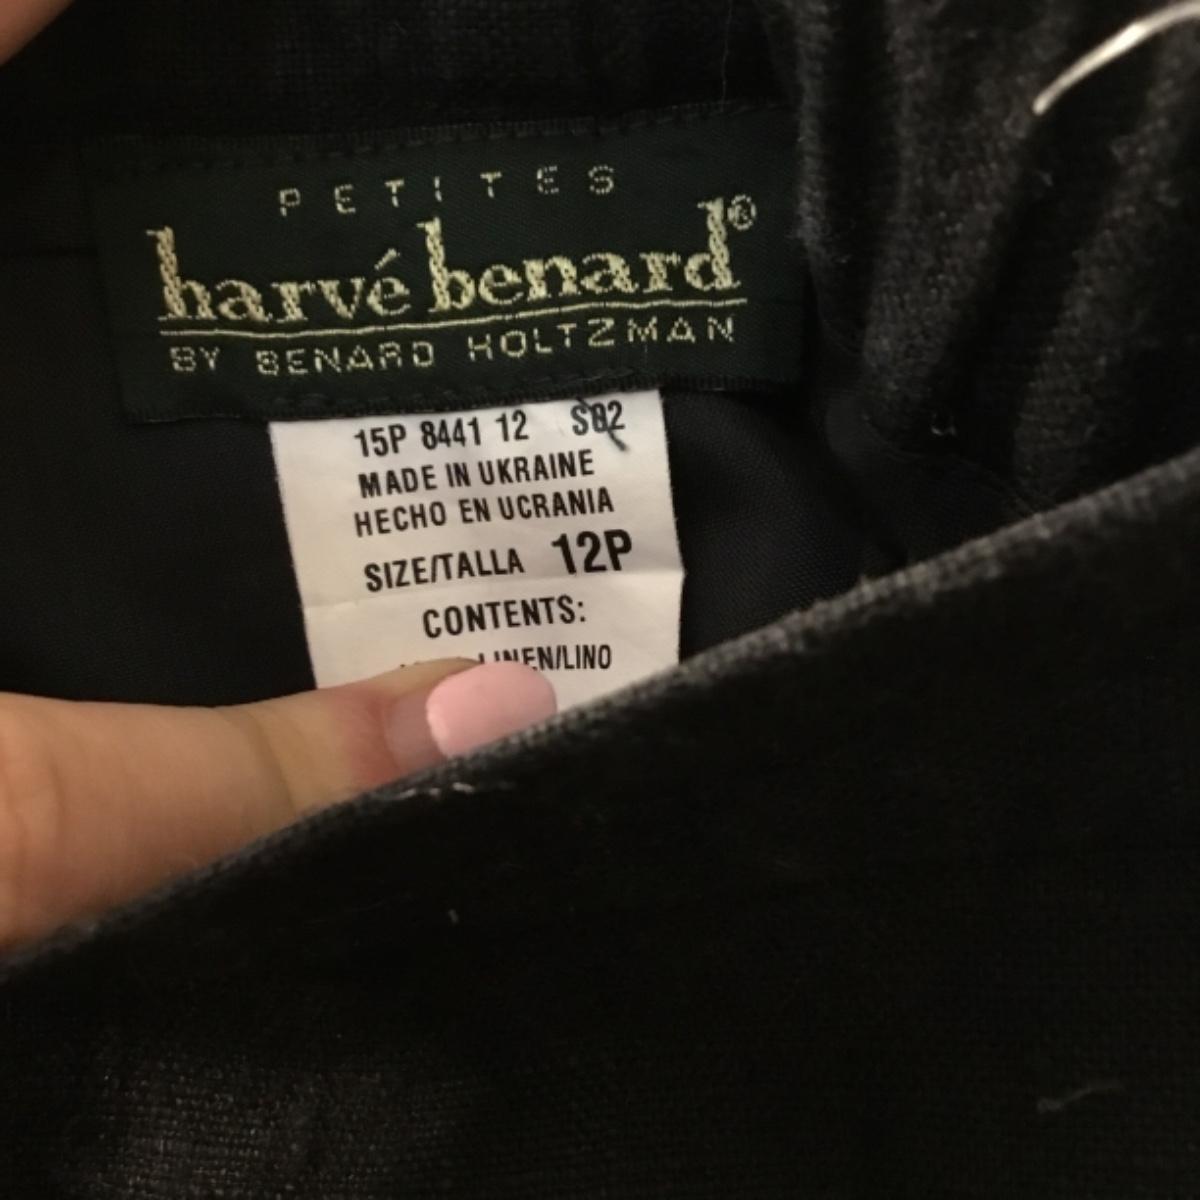 PETITES
harvé benard®
BY BENARD HOLTZMAN
15P 8441 12 S02
MADE IN UKRAINE
HECHO EN UCRANIA
SIZE/TALLA 12P
CONTENTS:
LINEN/LINO